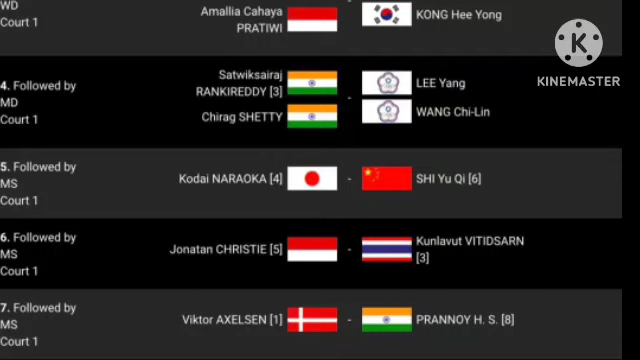 WD
Court 1
Amallia Cahaya
PRATIWI
-
KONG Hee Yong
4. Followed by
MD
Court 1
Satwiksairaj
RANKIREDDY [3]
Chirag SHETTY
-
LEE Yang
WANG Chi-Lin
5. Followed by
MS
Court 1
Kodai NARAOKA [4]
-
SHI Yu Qi [6]
6. Followed by
MS
Court 1
Jonatan CHRISTIE [5]
-
Kunlavut VITIDSARN
[3]
7. Followed by
MS
Court 1
Viktor AXELSEN [1]
-
PRANNOY H. S. [8]
K
KINEMASTER